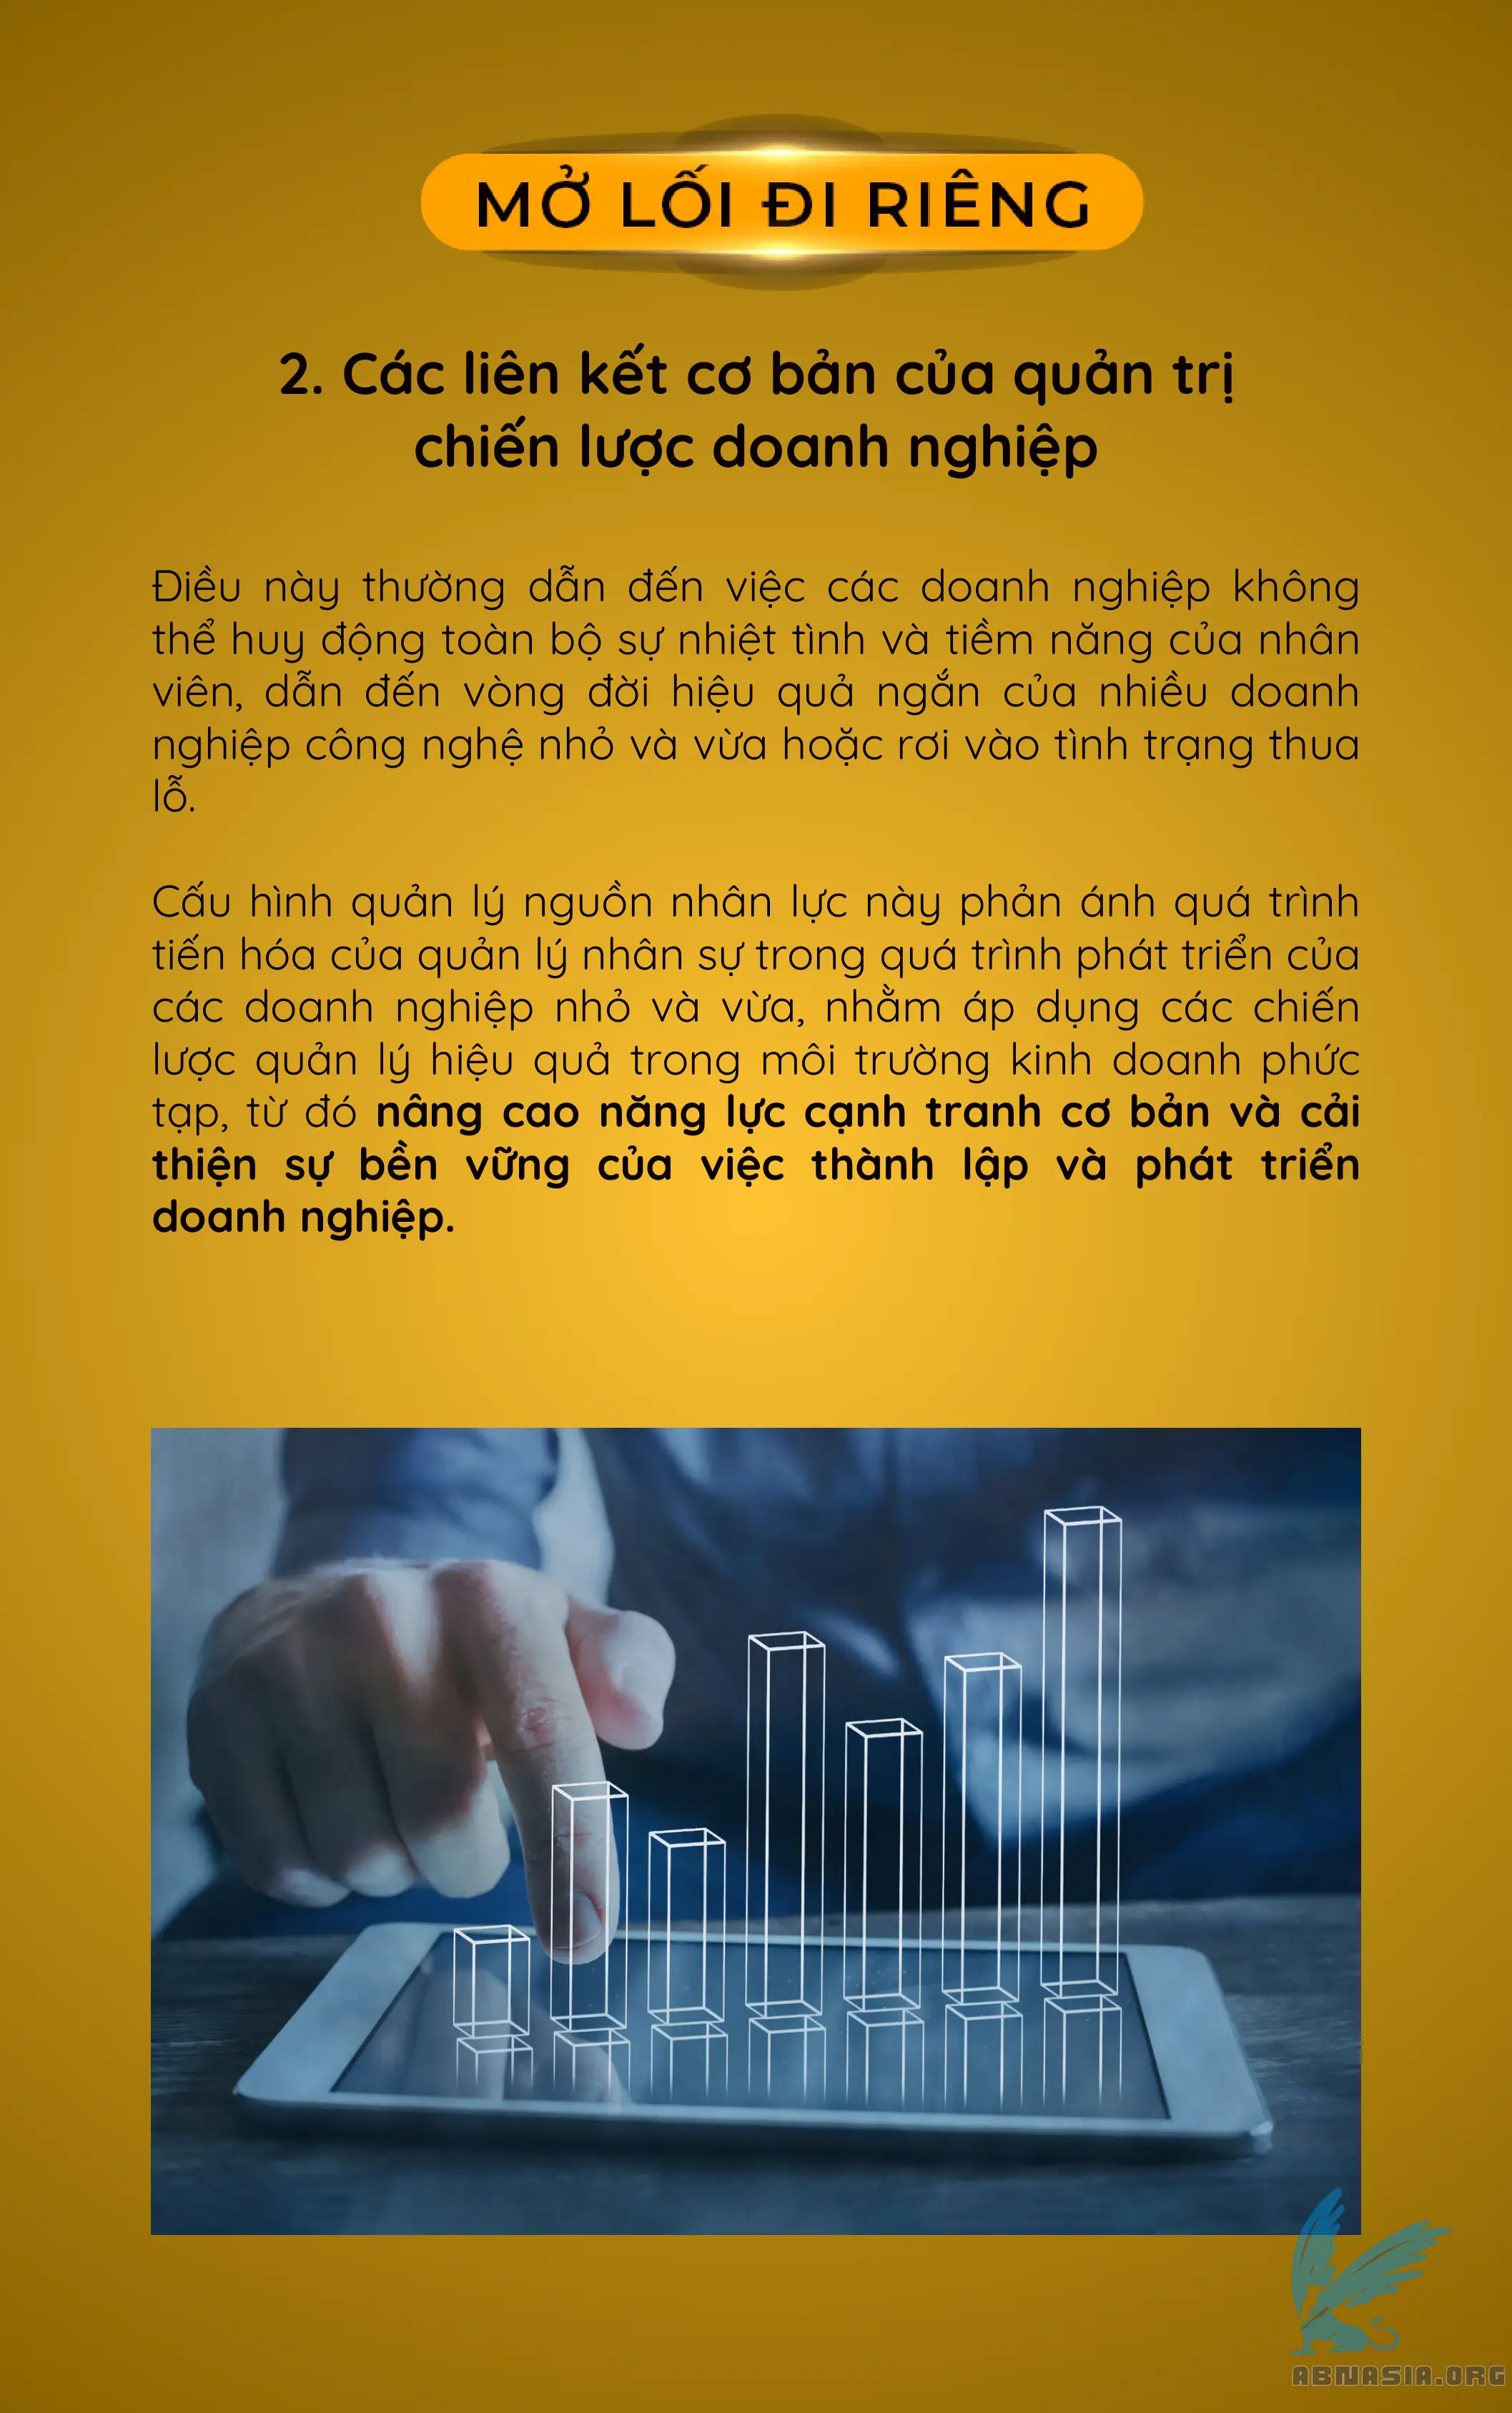 MỞ LỐI ĐI RIÊNG
2. Các liên kết cơ bản của quản trị
chiến lược doanh nghiệp
Điều này thường dẫn đến việc các doanh nghiệp không
thể huy động toàn bộ sự nhiệt tình và tiềm năng của nhân
viên, dẫn đến vòng đời hiệu quả ngắn của nhiều doanh
nghiệp công nghệ nhỏ và vừa hoặc rơi vào tình trạng thua
lỗ.
Cấu hình quản lý nguồn nhân lực này phản ánh quá trình
tiến hóa của quản lý nhân sự trong quá trình phát triển của
các doanh nghiệp nhỏ và vừa, nhằm áp dụng các chiến
lược quản lý hiệu quả trong môi trường kinh doanh phức
tạp, từ đó nâng cao năng lực cạnh tranh cơ bản và cải
thiện sự bền vững của việc thành lập và phát triển
doanh nghiệp.
ABNASIA.ORG